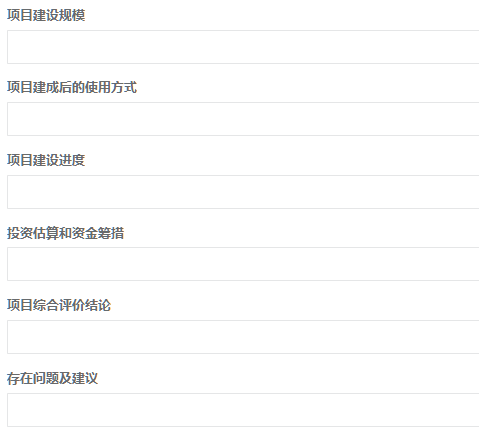 项目建设规模
项目建成后的使用方式
项目建设进度
投资估算和资金筹措
项目综合评价结论
存在问题及建议